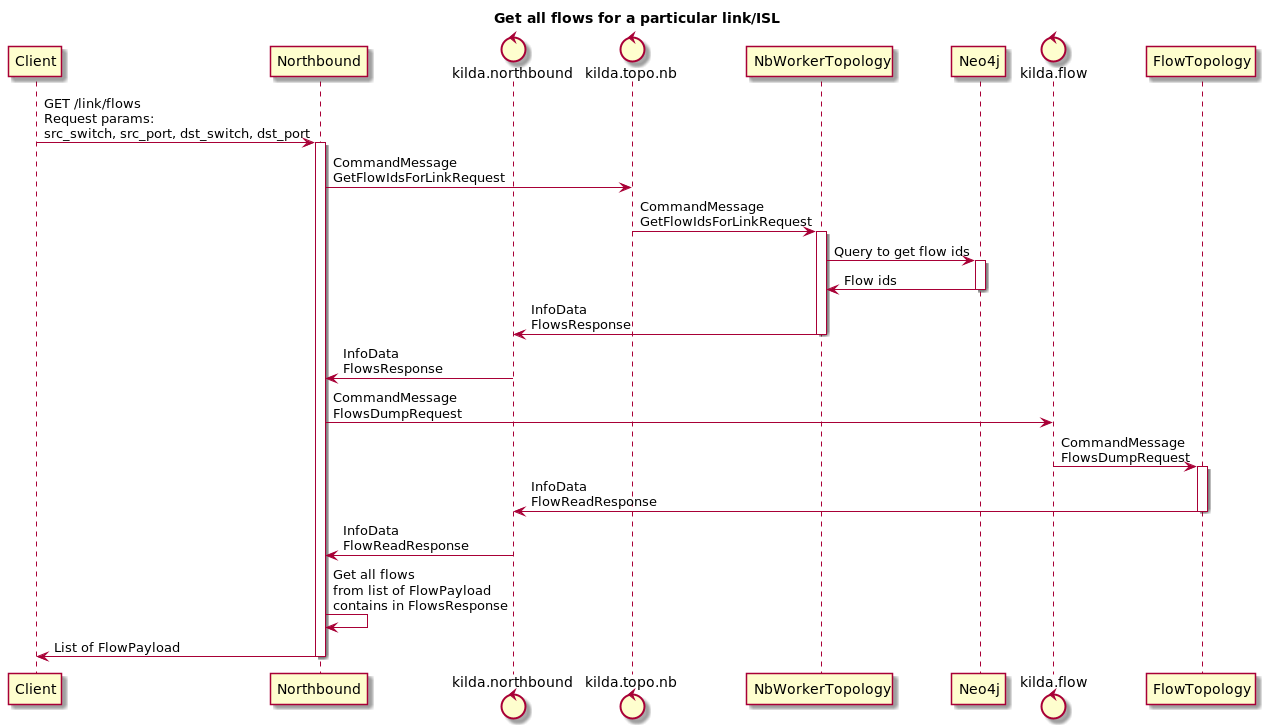 Get all flows for a particular link/ISL
Client
Northbound
kilda.northbound
kilda.topo.nb
NbWorkerTopology
Neo4j
kilda.flow
FlowTopology
GET /link/flows
Request params:
src_switch, src_port, dst_switch, dst_port
CommandMessage
GetFlowIdsForLinkRequest
CommandMessage
GetFlowIdsForLinkRequest
Query to get flow ids
Flow ids
InfoData
FlowsResponse
InfoData
FlowsResponse
CommandMessage
FlowsDumpRequest
CommandMessage
FlowsDumpRequest
InfoData
FlowReadResponse
InfoData
FlowReadResponse
Get all flows
from list of FlowPayload
contains in FlowsResponse
List of FlowPayload
Client
Northbound
kilda.northbound
kilda.topo.nb
NbWorkerTopology
Neo4j
kilda.flow
FlowTopology